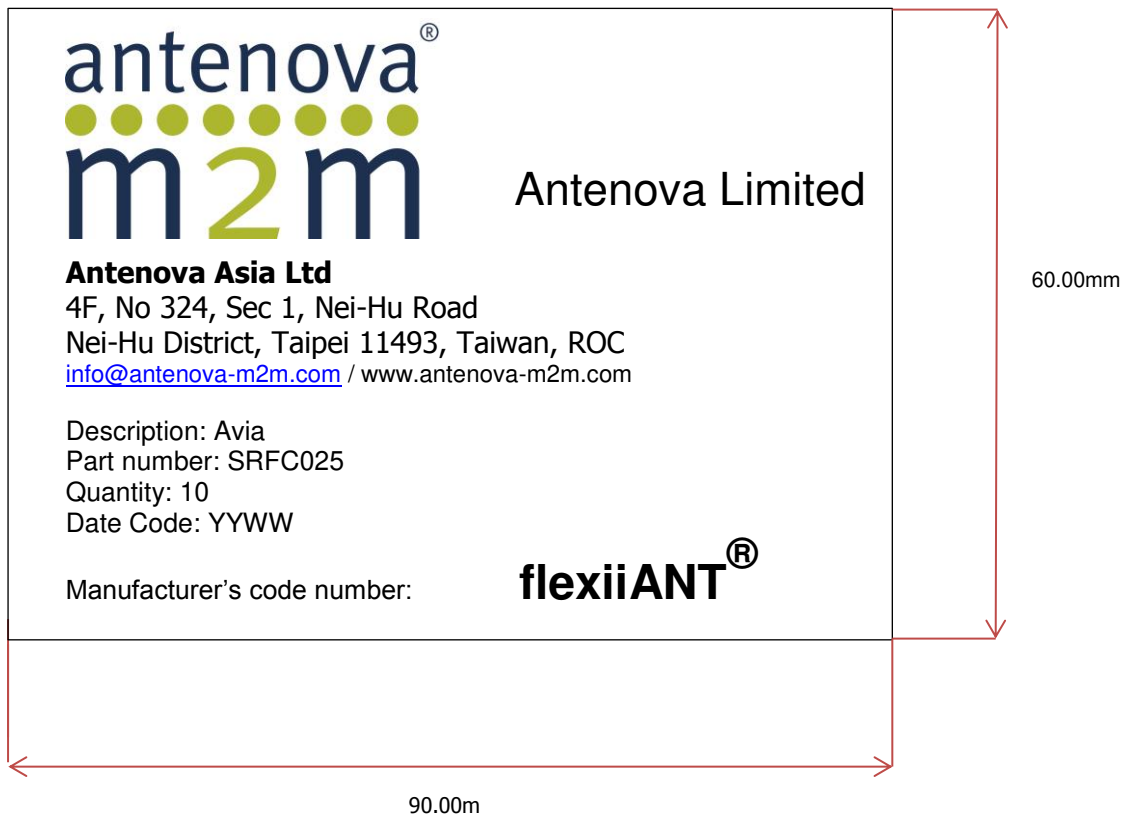 antenova®
m2m
Antenova Limited
Antenova Asia Ltd
4F, No 324, Sec 1, Nei-Hu Road
Nei-Hu District, Taipei 11493, Taiwan, ROC
info@antenova-m2m.com / www.antenova-m2m.com
Description: Avia
Part number: SRFC025
Quantity: 10
Date Code: YYWW
Manufacturer’s code number: flexiiANT®
60.00mm
90.00m